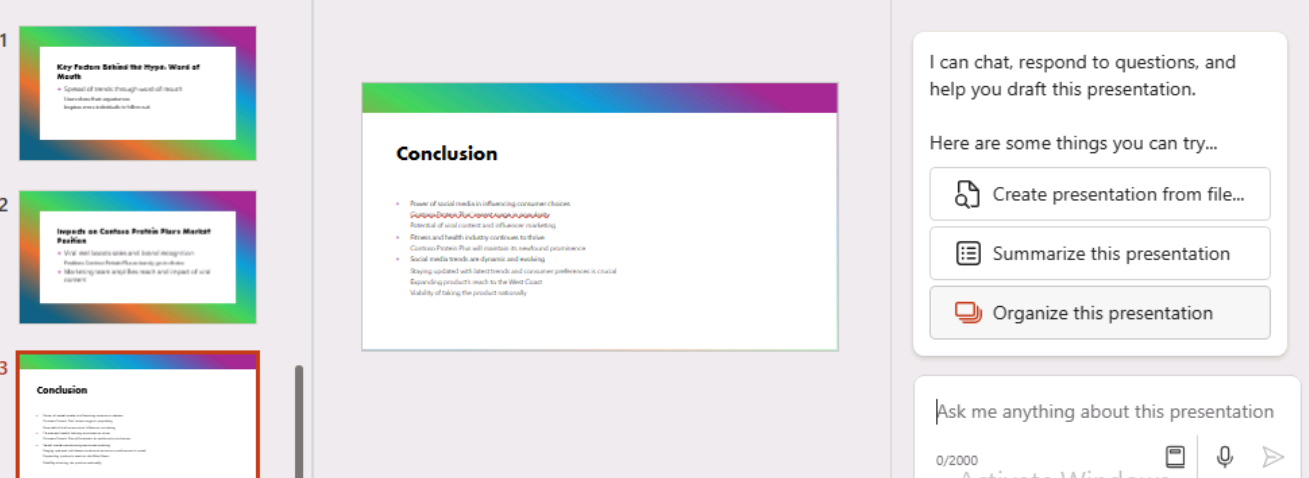 1
Key Factors Behind the Hype: Word of
Mouth
Spread of trends through word of mouth
2
Impacts on Contoso Protein Plus's Market
Position
Viral reel boosts sales and brand recognition
Marketing team amplifies reach and impact of viral
content
3
Conclusion
Conclusion
Power of social media in influencing consumer choices
Contoso Protein Plus' recent surge in popularity
Potential of viral content and influencer marketing
Fitness and health industry continues to thrive
Contoso Protein Plus will maintain its newfound prominence
Social media trends are dynamic and evolving
Staying updated with latest trends and consumer preferences is crucial
Expanding product's reach to the West Coast
Viability of taking the product nationally
I can chat, respond to questions, and
help you draft this presentation.
Here are some things you can try...
Create presentation from file...
Summarize this presentation
Organize this presentation
Ask me anything about this presentation
0/2000
Activate Windows